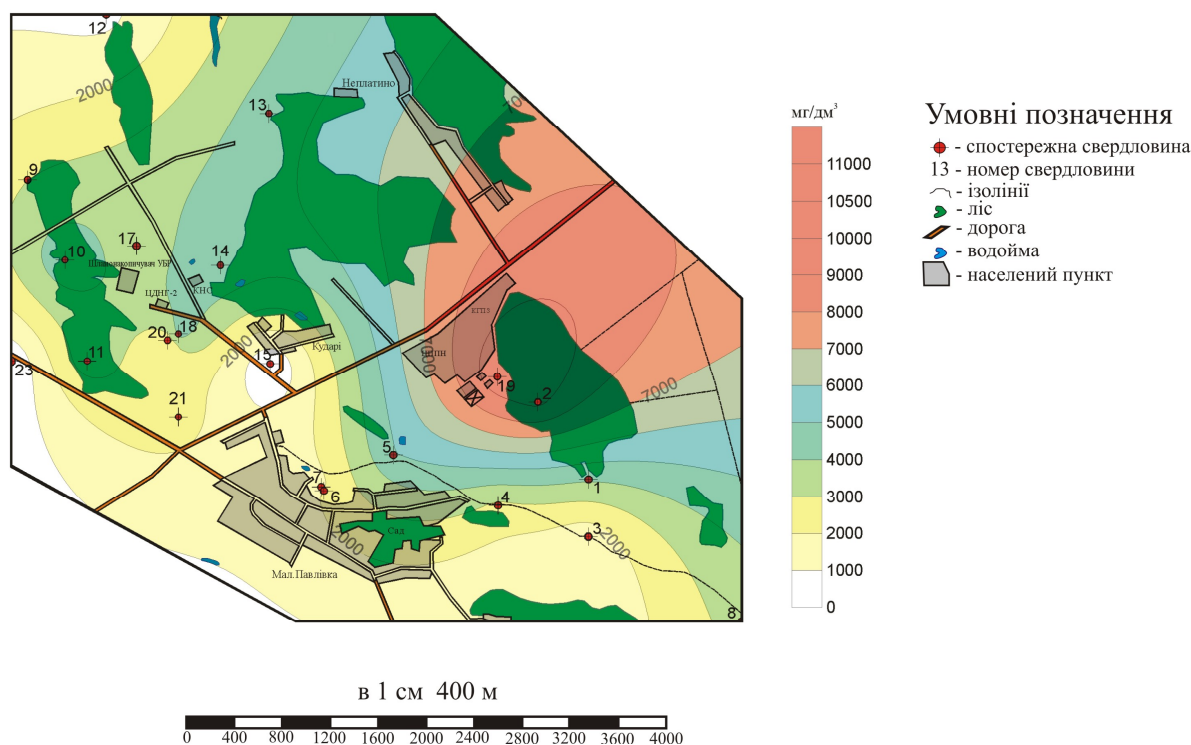 12
2000
13
Неплатино
9
10
17
14
ЦДНГ-2
КНС
20
18
11
23
2000
15
Кударі
21
19
2
7000
5
7
6
4
1
3
2000
2000
Сад
Мал.Павлівка
8
мг/дм³
11000
10500
10000
9000
8000
7000
6000
5000
4000
3000
2000
1000
0
Умовні позначення
- спостережна свердловина
13 - номер свердловини
- ізолінії
- ліс
- дорога
- водойма
- населений пункт
в 1 см 400 м
0 400 800 1200 1600 2000 2400 2800 3200 3600 4000